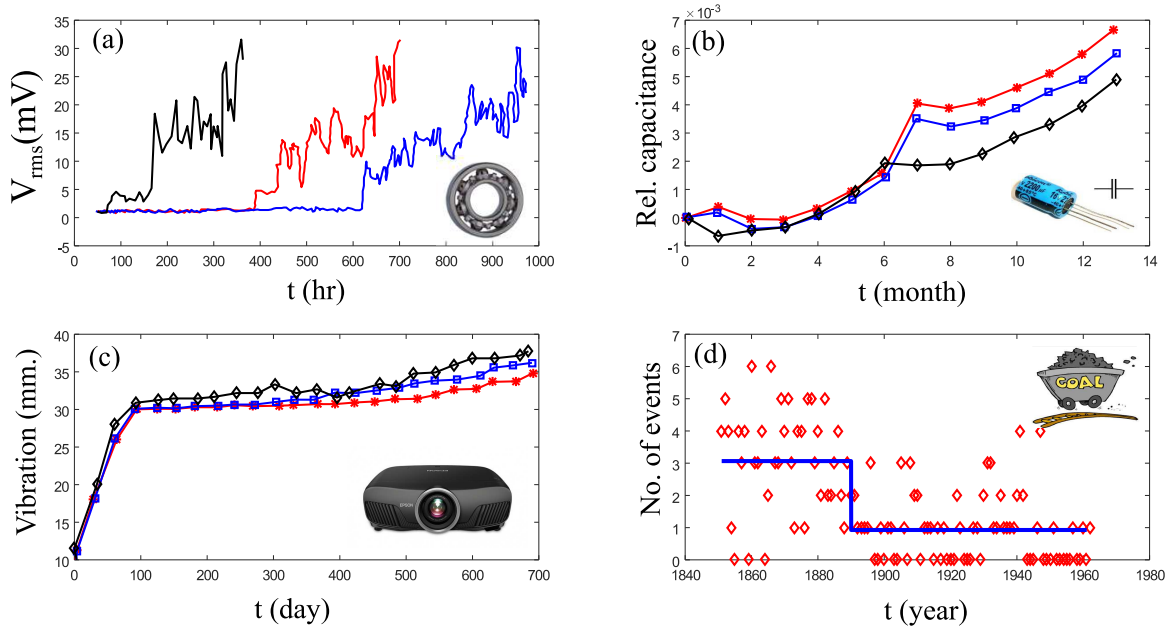 (a)
35
30
25
20
15
10
5
0
-5
V_rms(mV)
0 100 200 300 400 500 600 700 800 900 1000
t (hr)
×10^-3
(b)
7
6
5
4
3
2
1
0
-1
Rel. capacitance
2200 µF
0 2 4 6 8 10 12 14
t (month)
(c)
40
35
30
25
20
15
10
Vibration (mm.)
EPSON
0 100 200 300 400 500 600 700
t (day)
(d)
7
6
5
4
3
2
1
0
No. of events
COAL
1840 1860 1880 1900 1920 1940 1960 1980
t (year)